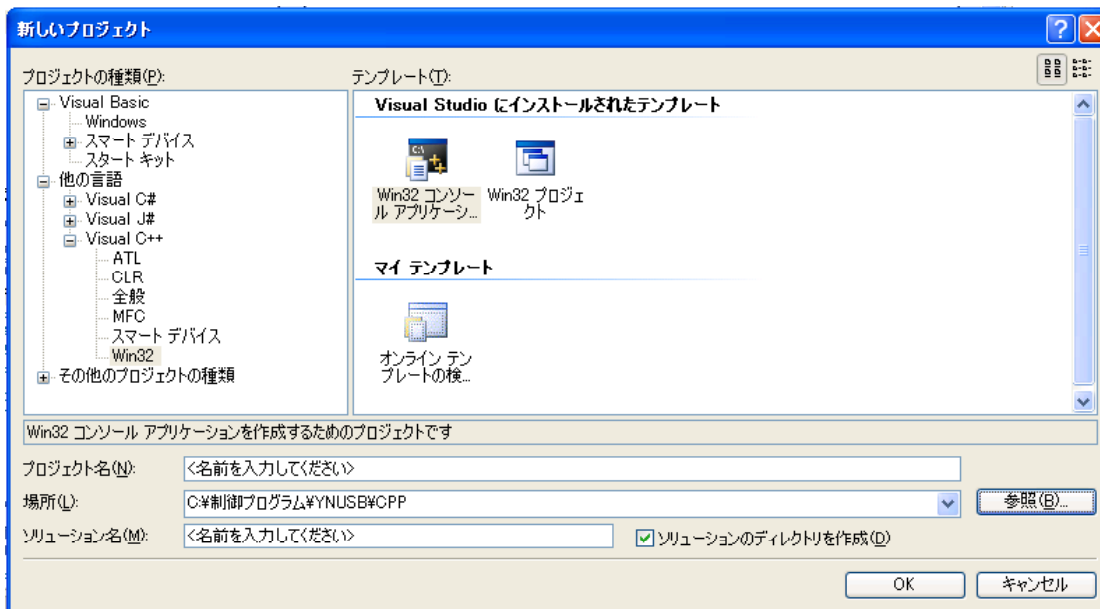 新しいプロジェクト
プロジェクトの種類(P):
テンプレート(T):
Visual Basic
Windows
スマート デバイス
スタート キット
他の言語
Visual C#
Visual J#
Visual C++
ATL
CLR
全般
MFC
スマート デバイス
Win32
その他のプロジェクトの種類
Visual Studio にインストールされたテンプレート
Win32 コンソー
ル アプリケーシ...
Win32 プロジェ
クト
マイ テンプレート
オンライン テン
プレートの検...
Win32 コンソール アプリケーションを作成するためのプロジェクトです
プロジェクト名(N):
<名前を入力してください>
場所(L):
C:¥制御プログラム¥YNUSB¥CPP
参照(B)...
ソリューション名(M):
<名前を入力してください>
ソリューションのディレクトリを作成(D)
OK
キャンセル